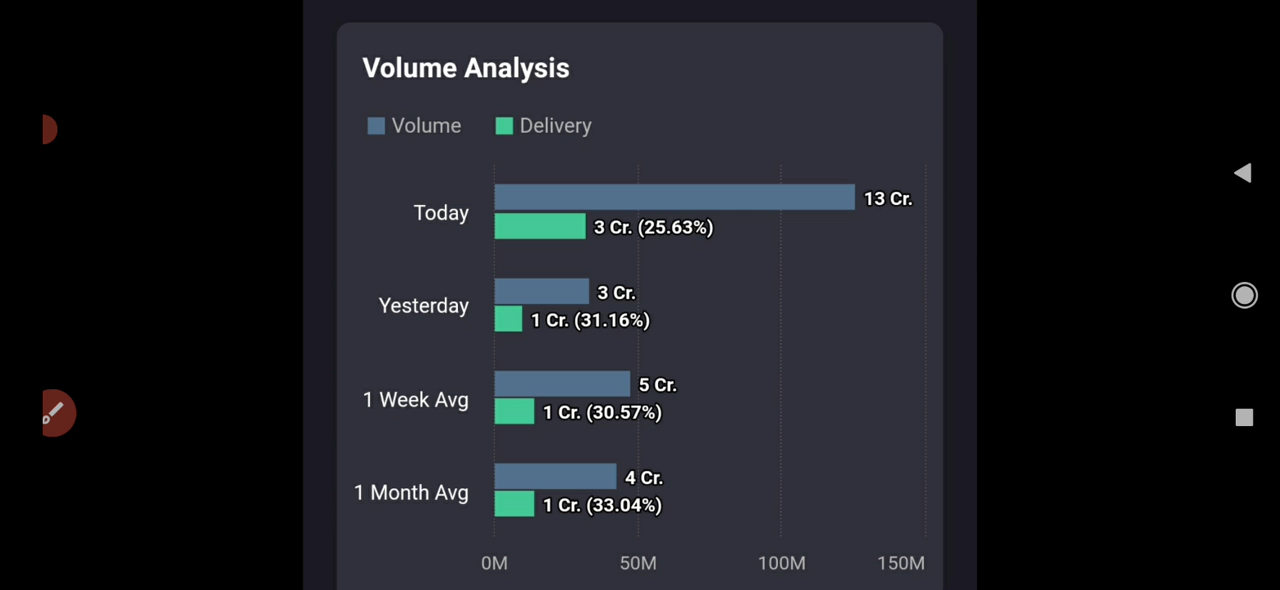 Volume Analysis
Volume Delivery
Today
13 Cr.
3 Cr. (25.63%)
Yesterday
3 Cr.
1 Cr. (31.16%)
1 Week Avg
5 Cr.
1 Cr. (30.57%)
1 Month Avg
4 Cr.
1 Cr. (33.04%)
0M 50M 100M 150M